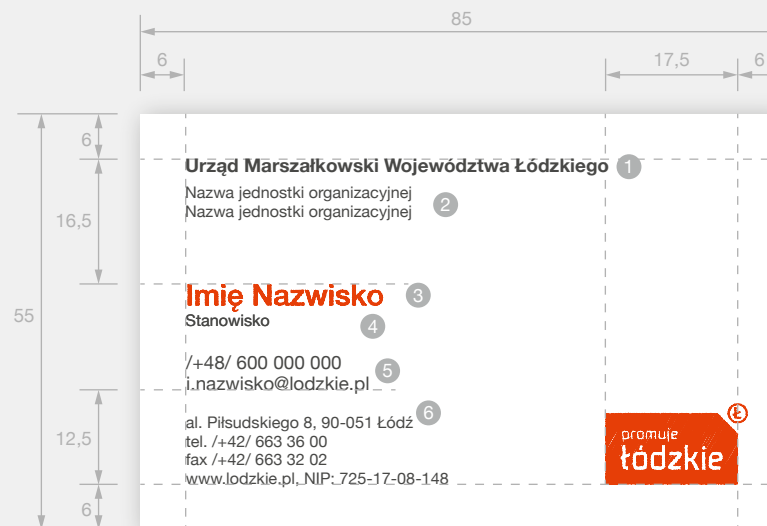 85
6
17,5
6
6
Urząd Marszałkowski Województwa Łódzkiego 1
Nazwa jednostki organizacyjnej
Nazwa jednostki organizacyjnej 2
16,5
Imię Nazwisko 3
55
Stanowisko 4
/+48/ 600 000 000 5
i.nazwisko@lodzkie.pl
6
al. Piłsudskiego 8, 90-051 Łódź
tel. /+42/ 663 36 00
12,5
fax /+42/ 663 32 02
www.lodzkie.pl, NIP: 725-17-08-148
Ł
promuje
łódzkie
6